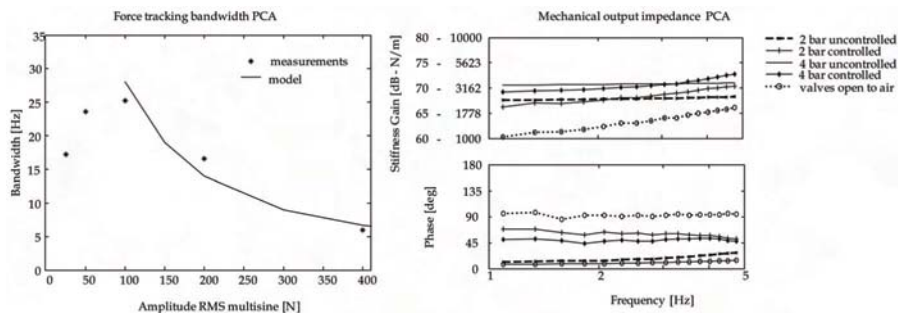 Force tracking bandwidth PCA
35
30
25
20
15
10
5
0
Bandwidth [Hz]
measurements
model
0 50 100 150 200 250 300 350 400
Amplitude RMS multisine [N]
Mechanical output impedance PCA
Stiffness Gain [dB - N/m]
80 - 10000
75 - 5623
70 - 3162
65 - 1778
60 - 1000
2 bar uncontrolled
2 bar controlled
4 bar uncontrolled
4 bar controlled
valves open to air
Phase [deg]
180
135
90
45
0
1 2 3 4 5
Frequency [Hz]